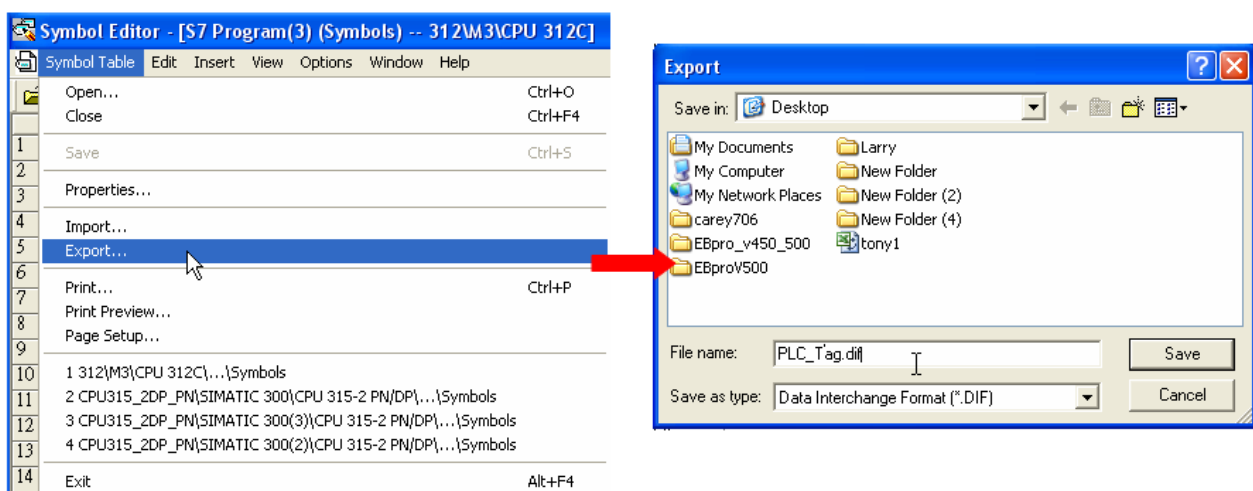 Symbol Editor - [S7 Program(3) (Symbols) -- 312\M3\CPU 312C]
Symbol Table Edit Insert View Options Window Help
Open... Ctrl+O
Close Ctrl+F4
1
Save Ctrl+S
2
Properties...
3
4
Import...
5
Export...
6
Print... Ctrl+P
7
Print Preview...
8
Page Setup...
9
10 1 312\M3\CPU 312C\...\Symbols
11 2 CPU315_2DP_PN\SIMATIC 300\CPU 315-2 PN/DP\...\Symbols
12 3 CPU315_2DP_PN\SIMATIC 300(3)\CPU 315-2 PN/DP\...\Symbols
13 4 CPU315_2DP_PN\SIMATIC 300(2)\CPU 315-2 PN/DP\...\Symbols
14 Exit Alt+F4
Export
Save in: Desktop
My Documents
My Computer
My Network Places
carey706
EBpro_v450_500
EBproV500
Larry
New Folder
New Folder (2)
New Folder (4)
tony1
File name: PLC_Tag.dif
Save
Save as type: Data Interchange Format (*.DIF)
Cancel